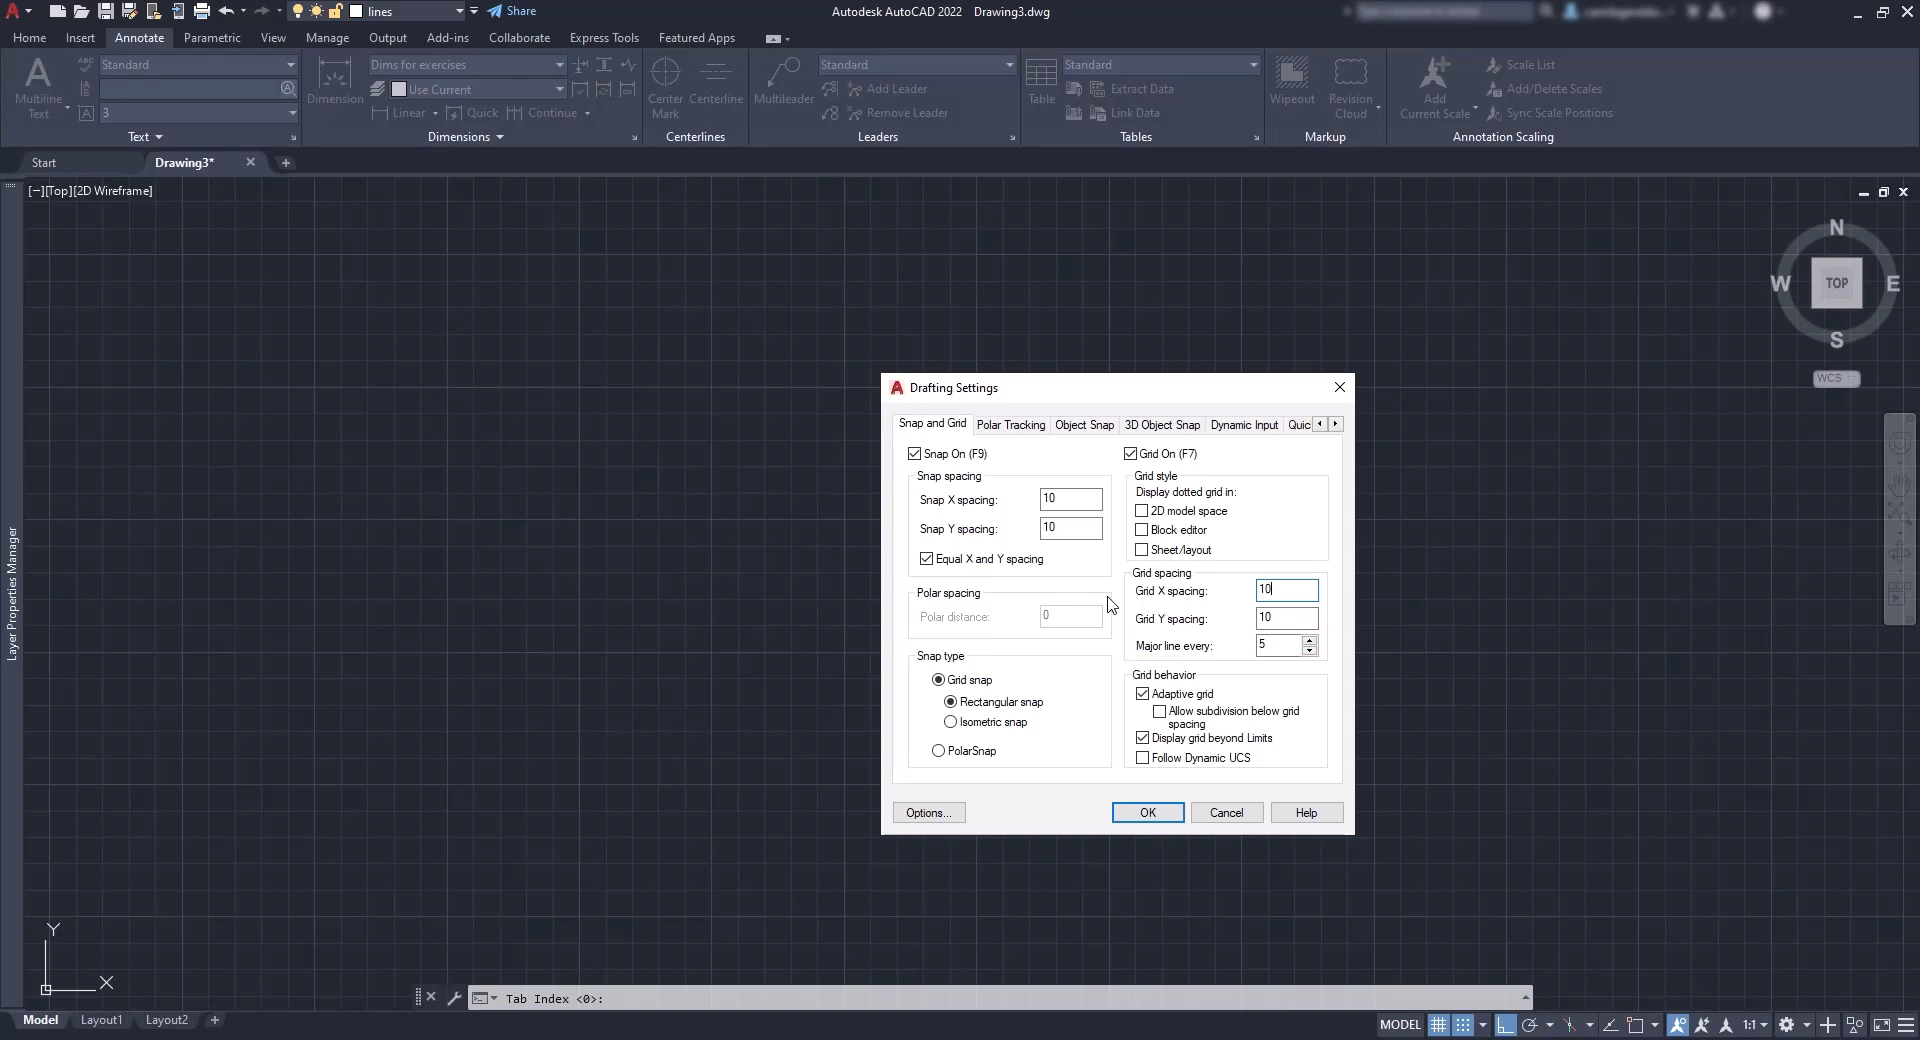 lines
Share
Autodesk AutoCAD 2022 Drawing3.dwg
Home Insert Annotate Parametric View Manage Output Add-ins Collaborate Express Tools Featured Apps
Multiline Text
ABC
Standard
3
Text
Dimension
Dims for exercises
Use Current
Linear Quick Continue
Dimensions
Center Mark
Centerline
Centerlines
Multileader
Standard
Add Leader
Remove Leader
Leaders
Table
Standard
Extract Data
Link Data
Tables
Wipeout
Revision Cloud
Markup
Add Current Scale
Scale List
Add/Delete Scales
Sync Scale Positions
Annotation Scaling
Start Drawing3*
[−][Top][2D Wireframe]
N
W TOP E
S
WCS
Layer Properties Manager
Drafting Settings
Snap and Grid Polar Tracking Object Snap 3D Object Snap Dynamic Input Quic
Snap On (F9)
Snap spacing
Snap X spacing: 10
Snap Y spacing: 10
Equal X and Y spacing
Polar spacing
Polar distance: 0
Snap type
Grid snap
Rectangular snap
Isometric snap
PolarSnap
Grid On (F7)
Grid style
Display dotted grid in:
2D model space
Block editor
Sheet/layout
Grid spacing
Grid X spacing: 10
Grid Y spacing: 10
Major line every: 5
Grid behavior
Adaptive grid
Allow subdivision below grid
spacing
Display grid beyond Limits
Follow Dynamic UCS
Options... OK Cancel Help
Y
X
Tab Index <0>:
Model Layout1 Layout2
MODEL 1:1